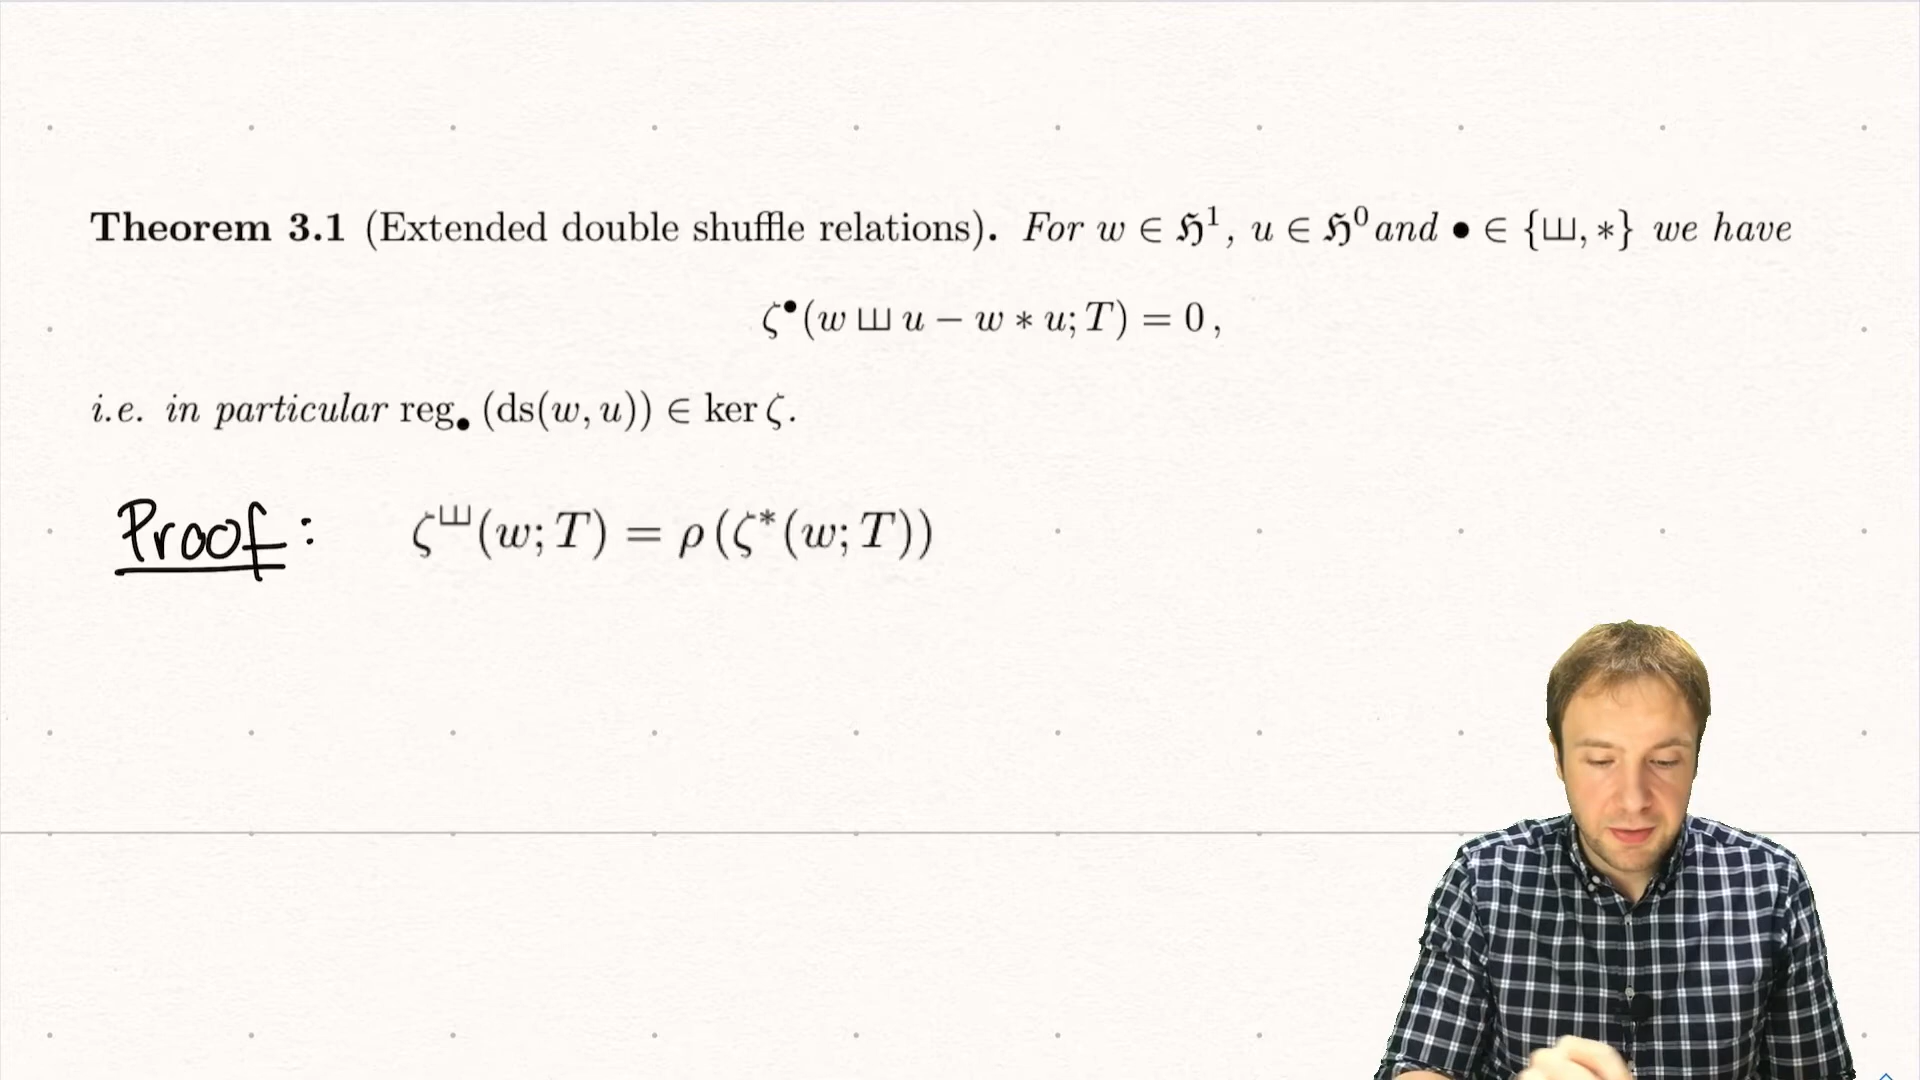 Theorem 3.1 (Extended double shuffle relations). For w ∈ ℌ¹, u ∈ ℌ⁰ and • ∈ {ш, ∗} we have
ζ•(w ш u − w ∗ u; T) = 0 ,
i.e. in particular reg• (ds(w, u)) ∈ ker ζ.
Proof: ζ^ш(w; T) = ρ(ζ*(w; T))